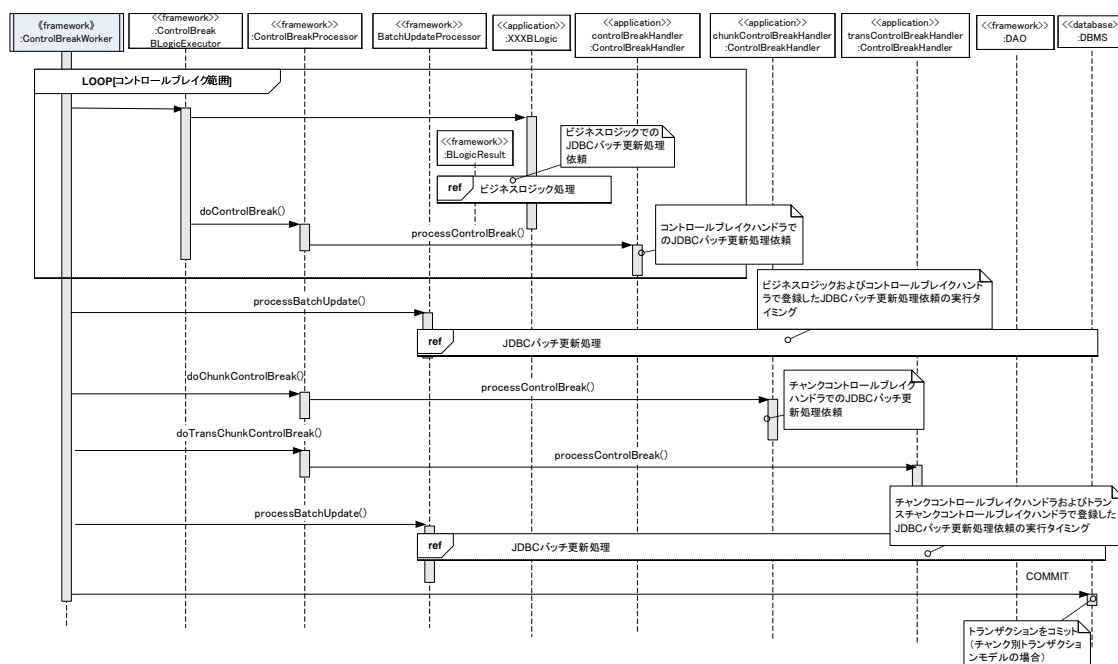 《framework》
:ControlBreakWorker
<<framework>>
:ControlBreak
BLogicExecutor
<<framework>>
:ControlBreakProcessor
<<framework>>
BatchUpdateProcessor
<<application>>
:XXXBLogic
<<application>>
controlBreakHandler
:ControlBreakHandler
<<application>>
chunkControlBreakHandler
:ControlBreakHandler
<<application>>
transControlBreakHandler
:ControlBreakHandler
<<framework>>
:DAO
<<database>>
:DBMS
LOOP[コントロールブレイク範囲]
<<framework>>
:BLogicResult
ビジネスロジックでの
JDBCバッチ更新処理
依頼
ref
ビジネスロジック処理
doControlBreak()
processControlBreak()
コントロールブレイクハンドラで
のJDBCバッチ更新処理依頼
ビジネスロジックおよびコントロールブレイクハンド
ラで登録したJDBCバッチ更新処理依頼の実行タ
イミング
processBatchUpdate()
ref
JDBCバッチ更新処理
doChunkControlBreak()
processControlBreak()
チャンクコントロールブレイク
ハンドラでのJDBCバッチ更
新処理依頼
doTransChunkControlBreak()
processControlBreak()
チャンクコントロールブレイクハンドラおよびトラン
スチャンクコントロールブレイクハンドラで登録した
JDBCバッチ更新処理依頼の実行タイミング
processBatchUpdate()
ref
JDBCバッチ更新処理
COMMIT
トランザクションをコミット
(チャンク別トランザクショ
ンモデルの場合)